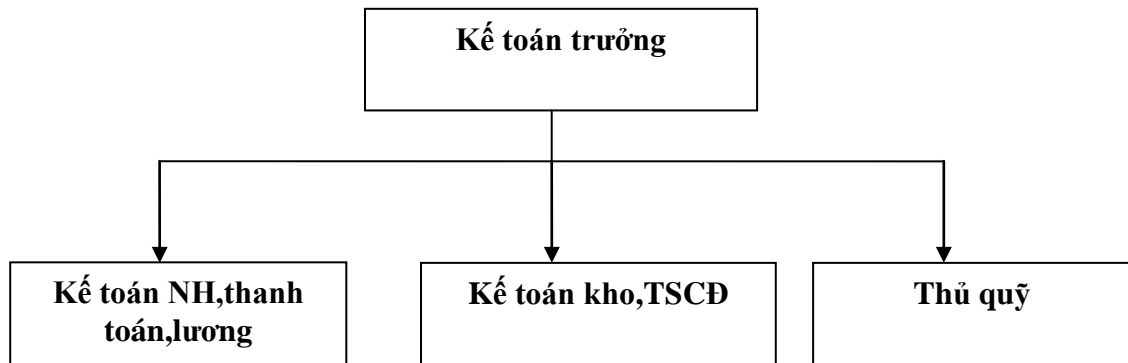 Kế toán trưởng
Kế toán NH,thanh
toán,lương
Kế toán kho,TSCĐ
Thủ quỹ